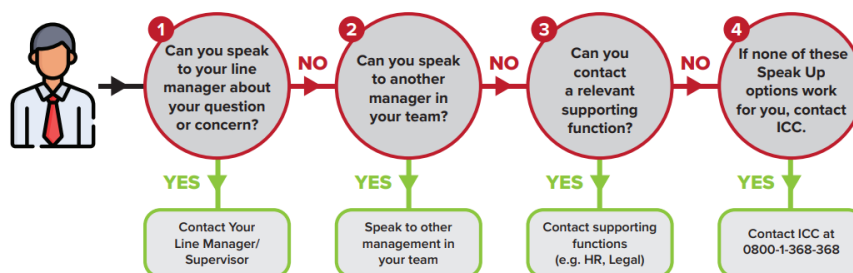 1
Can you speak
to your line
manager about
your question
or concern?
NO
2
Can you speak
to another
manager in
your team?
NO
3
Can you
contact
a relevant
supporting
function?
NO
4
If none of these
Speak Up
options work
for you, contact
ICC.
YES
YES
YES
YES
Contact Your
Line Manager/
Supervisor
Speak to other
management in
your team
Contact supporting
functions
(e.g. HR, Legal)
Contact ICC at
0800-1-368-368